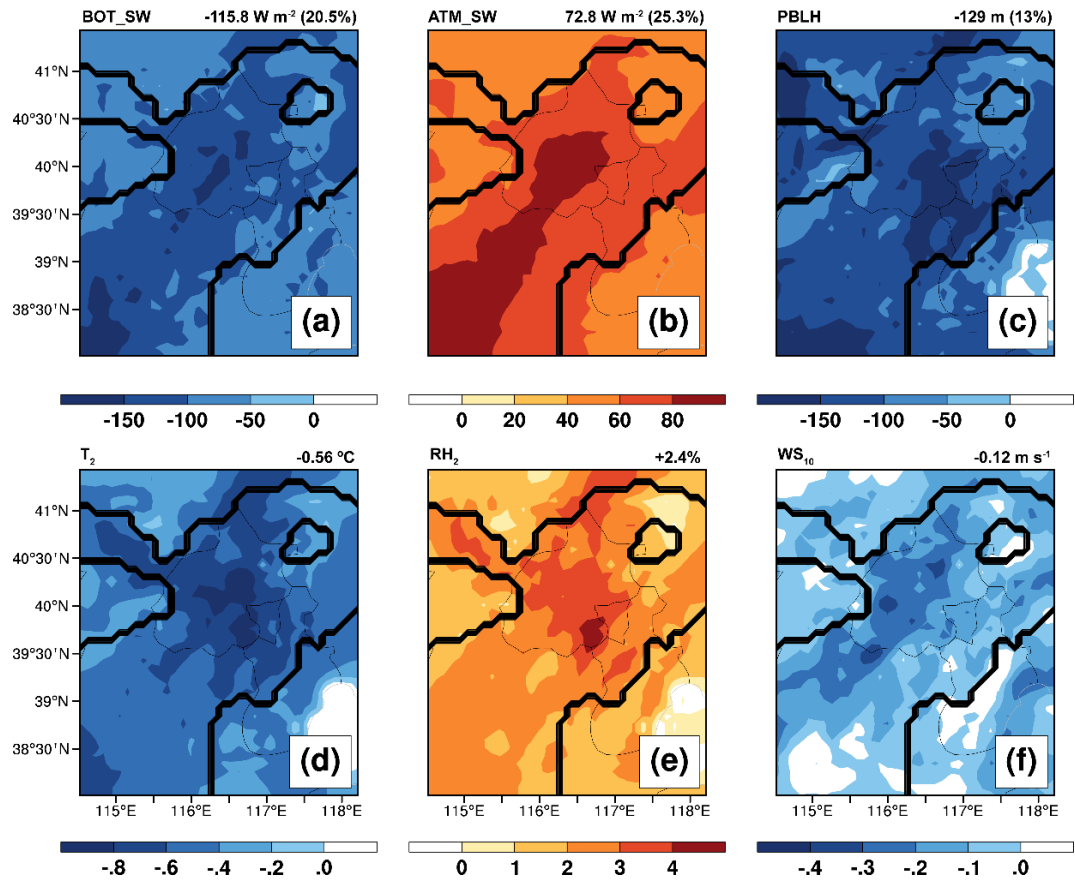 BOT_SW -115.8 W m⁻² (20.5%) ATM_SW 72.8 W m⁻² (25.3%) PBLH -129 m (13%)
41°N
40°30'N
40°N
39°30'N
39°N
38°30'N
(a) (b) (c)
-150 -100 -50 0 0 20 40 60 80 -150 -100 -50 0
T₂ -0.56 °C RH₂ +2.4% WS₁₀ -0.12 m s⁻¹
41°N
40°30'N
40°N
39°30'N
39°N
38°30'N
(d) (e) (f)
115°E 116°E 117°E 118°E 115°E 116°E 117°E 118°E 115°E 116°E 117°E 118°E
-.8 -.6 -.4 -.2 .0 0 1 2 3 4 -.4 -.3 -.2 -.1 .0